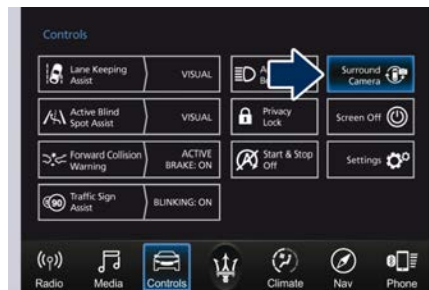 Controls
Lane Keeping
Assist
VISUAL
Surround
Camera
Active Blind
Spot Assist
VISUAL
Privacy
Lock
Screen Off
Forward Collision
Warning
ACTIVE
BRAKE: ON
Start & Stop
Off
Settings
90
Traffic Sign
Assist
BLINKING: ON
Radio
Media
Controls
Climate
Nav
Phone